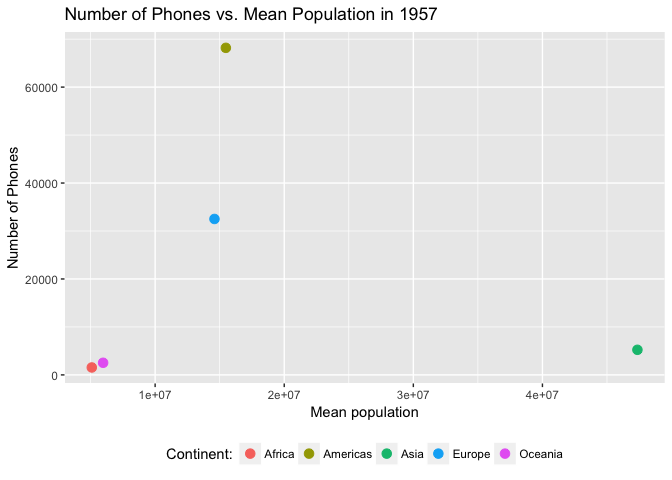 Number of Phones vs. Mean Population in 1957
Number of Phones
60000
40000
20000
0
1e+07 2e+07 3e+07 4e+07
Mean population
Continent: Africa Americas Asia Europe Oceania